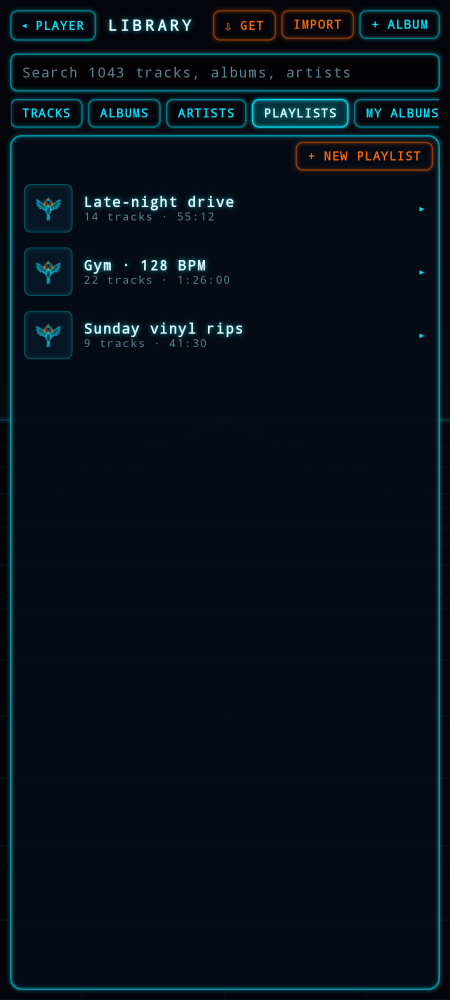 ◂ PLAYER
LIBRARY
⇩ GET
IMPORT
+ ALBUM
Search 1043 tracks, albums, artists
TRACKS
ALBUMS
ARTISTS
PLAYLISTS
MY ALBUMS
+ NEW PLAYLIST
Late-night drive
14 tracks · 55:12
▸
Gym · 128 BPM
22 tracks · 1:26:00
▸
Sunday vinyl rips
9 tracks · 41:30
▸